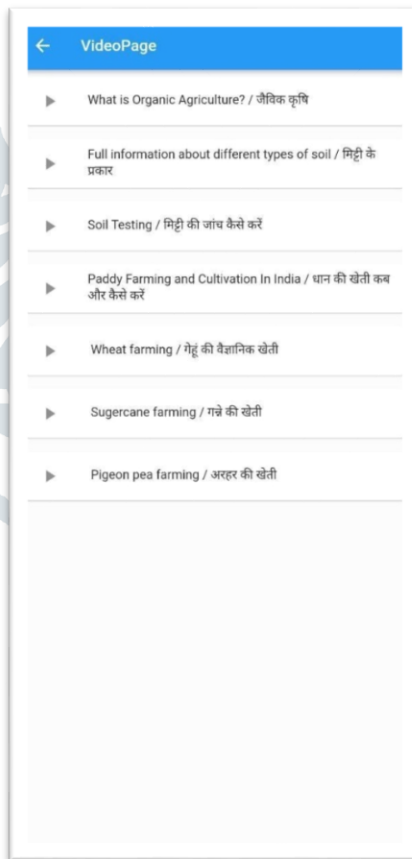 VideoPage
What is Organic Agriculture? / जैविक कृषि
Full information about different types of soil / मिट्टी के
प्रकार
Soil Testing / मिट्टी की जांच कैसे करें
Paddy Farming and Cultivation In India / धान की खेती कब
और कैसे करें
Wheat farming / गेहूं की वैज्ञानिक खेती
Sugercane farming / गन्ने की खेती
Pigeon pea farming / अरहर की खेती